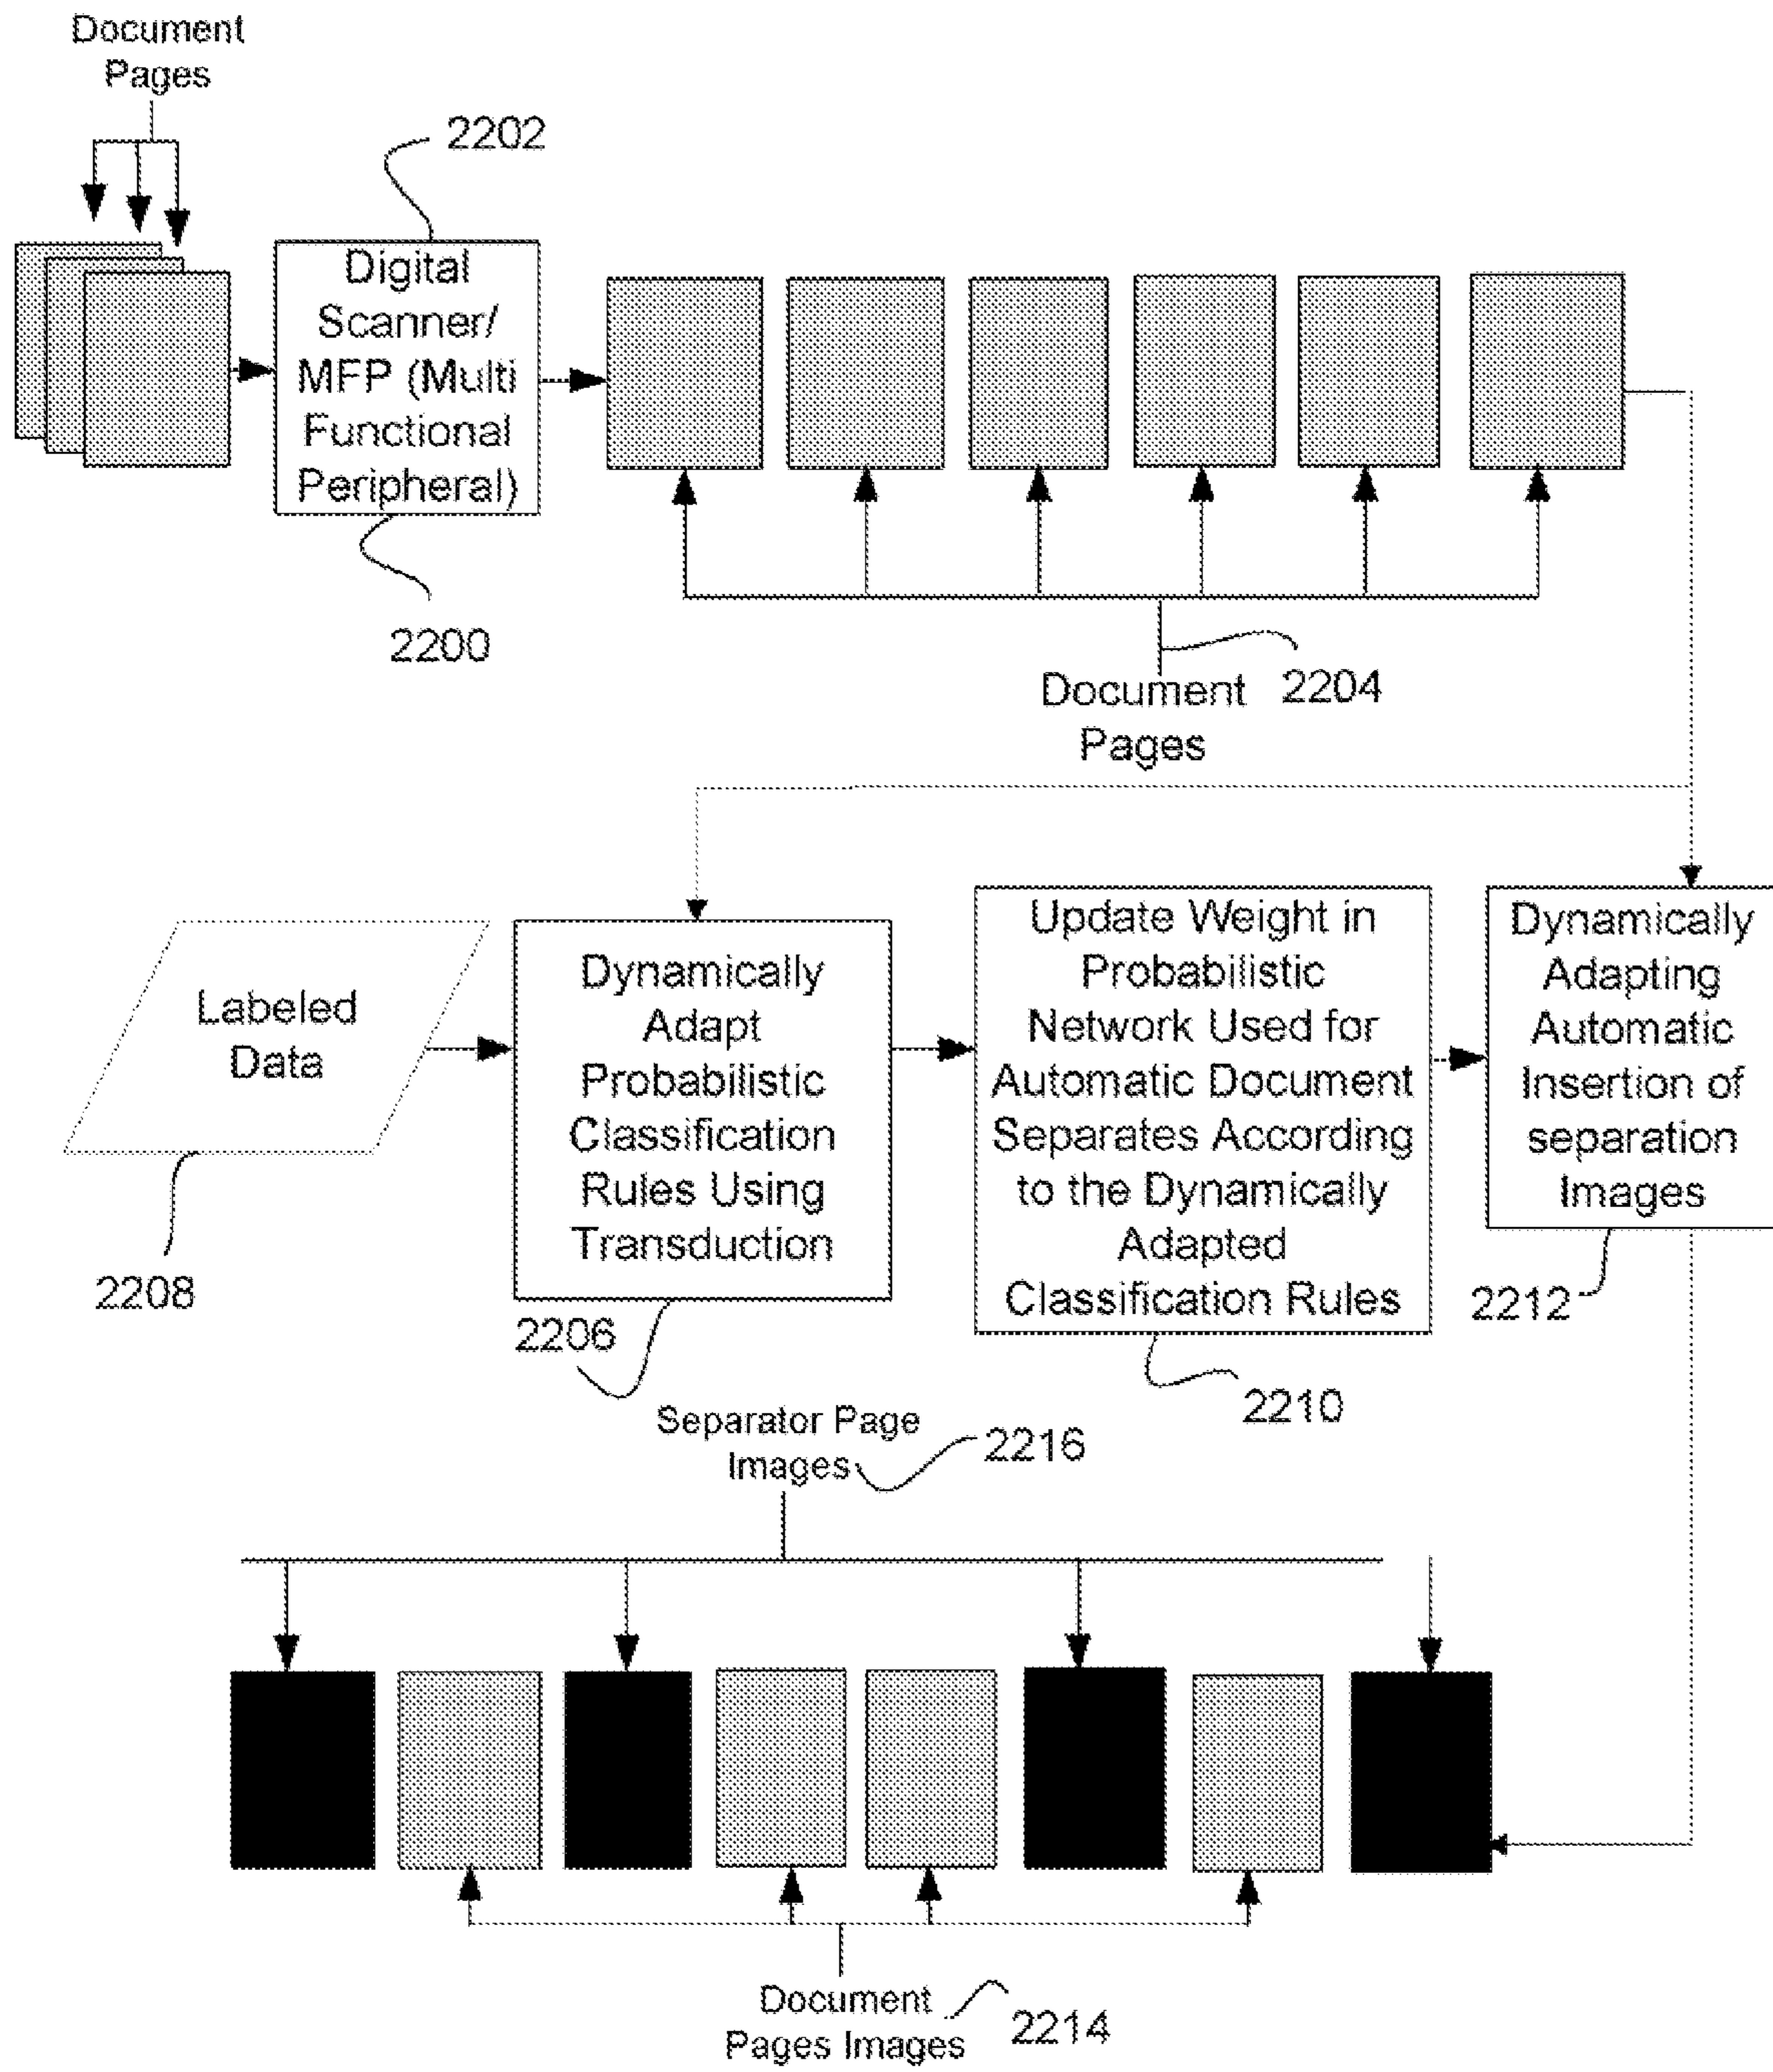 Document
Pages
2202
Digital
Scanner/
MFP (Multi
Functional
Peripheral)
2200
2204
Document
Pages
Labeled
Data
2208
Dynamically
Adapt
Probabilistic
Classification
Rules Using
Transduction
2206
Update Weight in
Probabilistic
Network Used for
Automatic Document
Separates According
to the Dynamically
Adapted
Classification Rules
2210
Dynamically
Adapting
Automatic
Insertion of
separation
Images
2212
Separator Page
Images
2216
Document
Pages Images
2214